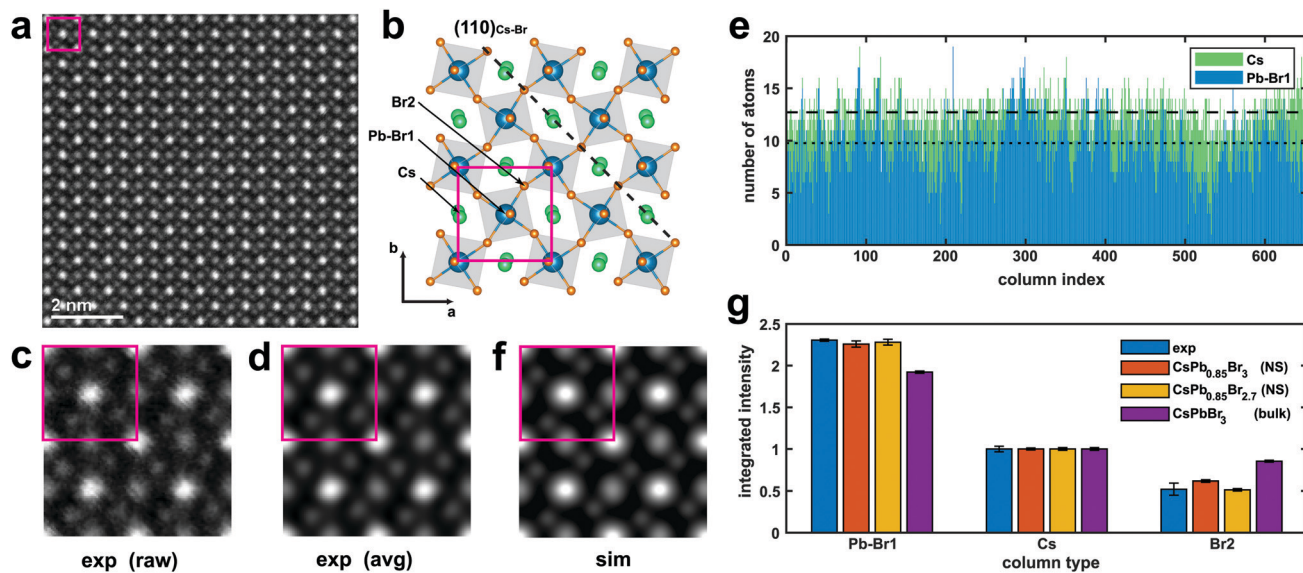 a
2 nm
b
(110)Cs-Br
Br2
Pb-Br1
Cs
b
a
c
exp (raw)
d
exp (avg)
f
sim
e
20
15
10
5
0
number of atoms
Cs
Pb-Br1
100
200
300
400
500
600
column index
g
2.5
2
1.5
1
0.5
0
integrated intensity
exp
CsPb0.85Br3 (NS)
CsPb0.85Br2.7 (NS)
CsPbBr3 (bulk)
Pb-Br1
Cs
Br2
column type